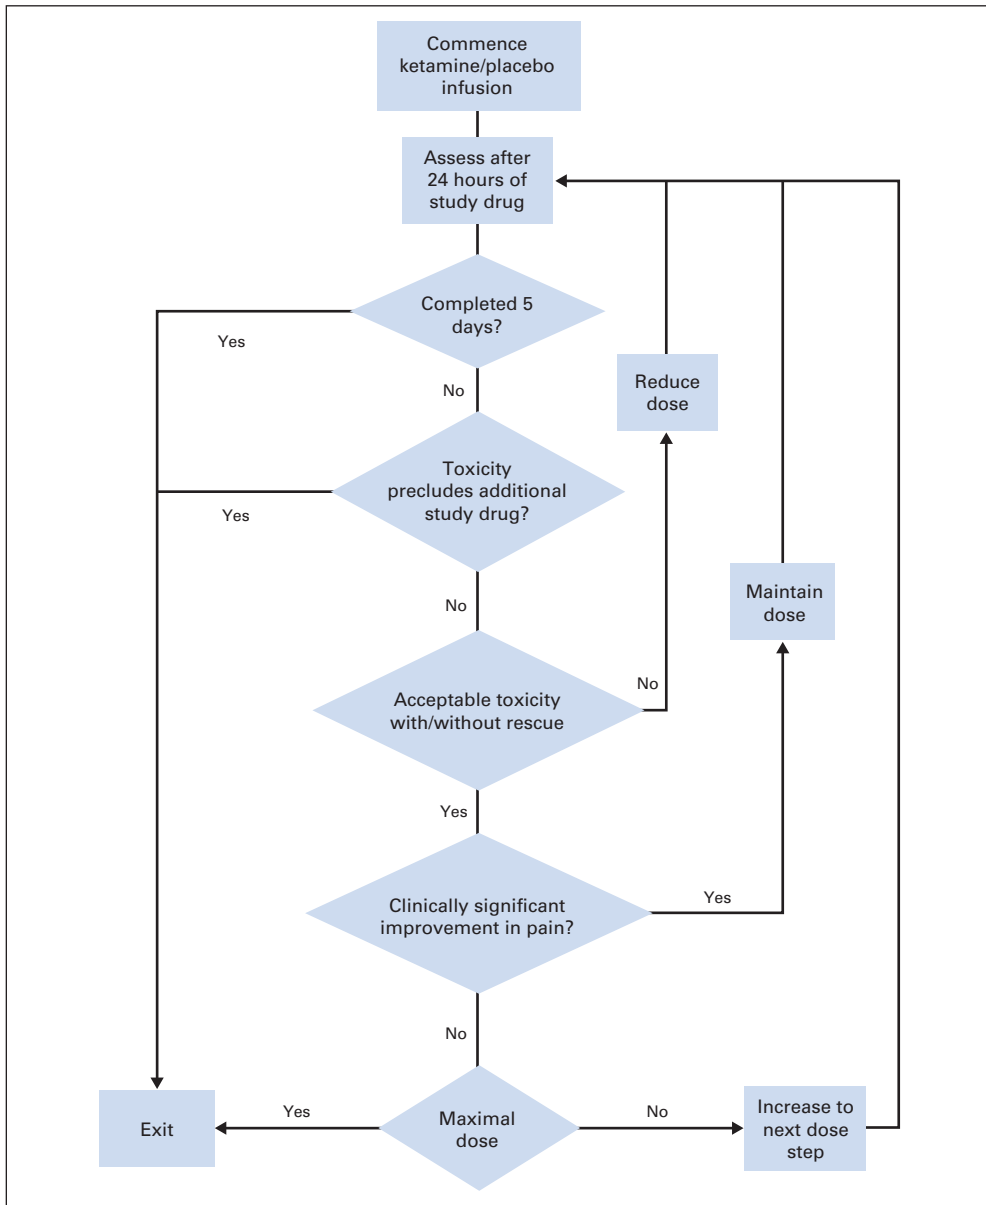 Commence
ketamine/placebo
infusion
Assess after
24 hours of
study drug
Completed 5
days?
Yes
No
Reduce
dose
Toxicity
precludes additional
study drug?
Yes
No
Maintain
dose
Acceptable toxicity
with/without rescue
No
Yes
Clinically significant
improvement in pain?
Yes
No
Exit
Yes
Maximal
dose
No
Increase to
next dose
step